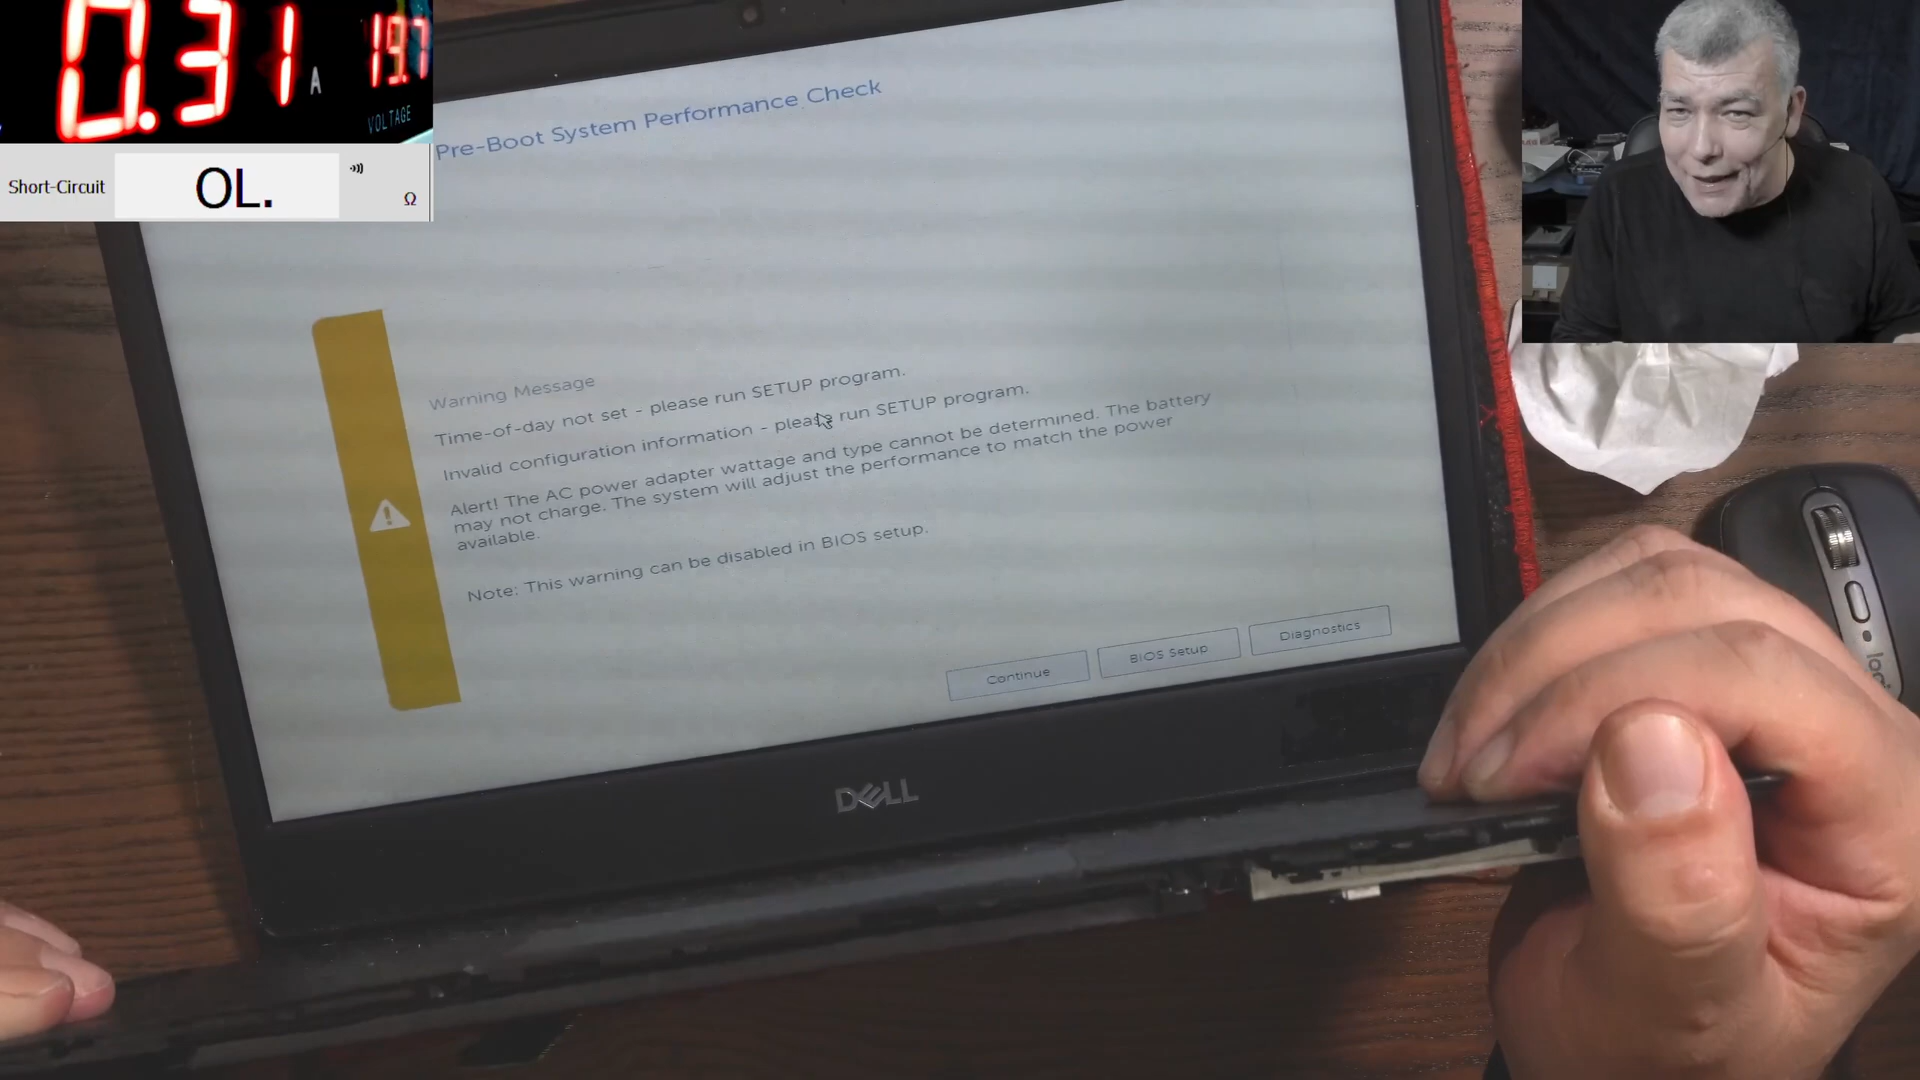 0.31 A
19.7
VOLTAGE
Short-Circuit
OL.
Ω
Pre-Boot System Performance Check
Warning Message
Time-of-day not set - please run SETUP program.
Invalid configuration information - please run SETUP program.
Alert! The AC power adapter wattage and type cannot be determined. The battery
may not charge. The system will adjust the performance to match the power
available.
Note: This warning can be disabled in BIOS setup.
Continue
BIOS Setup
Diagnostics
DELL